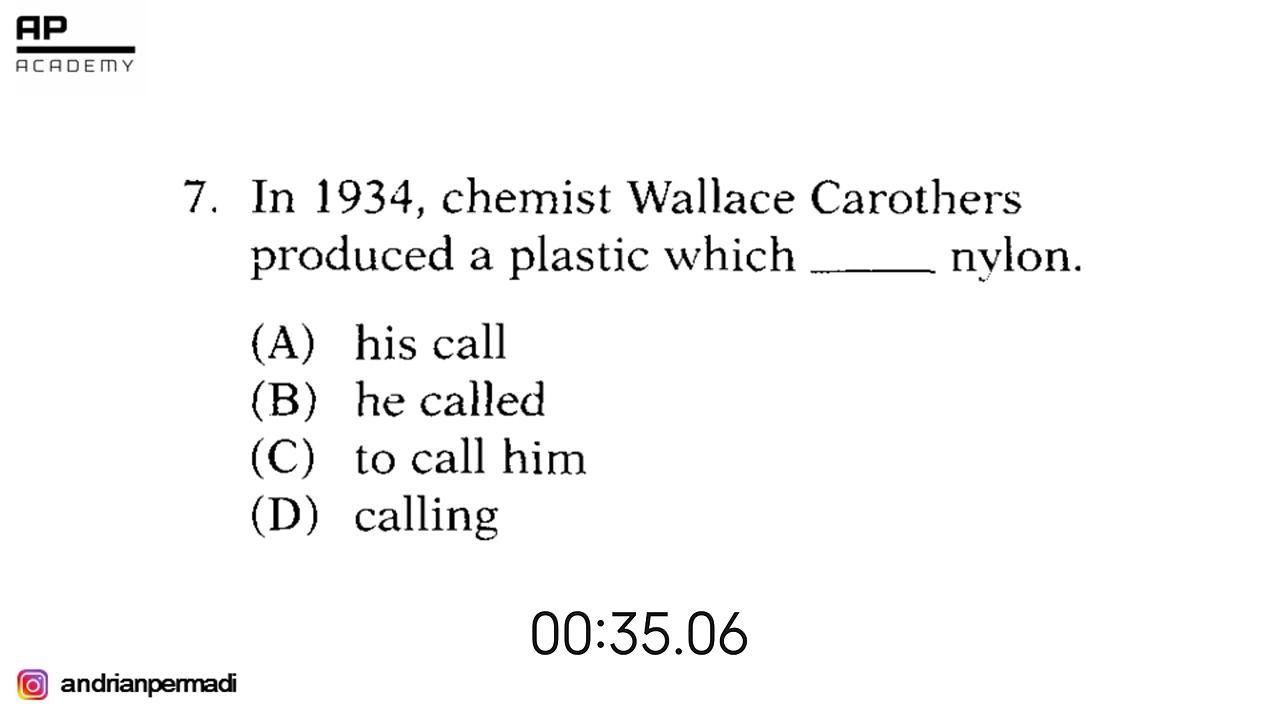 AP
ACADEMY
7. In 1934, chemist Wallace Carothers
produced a plastic which _____ nylon.
(A) his call
(B) he called
(C) to call him
(D) calling
00:35.06
andrianpermadi